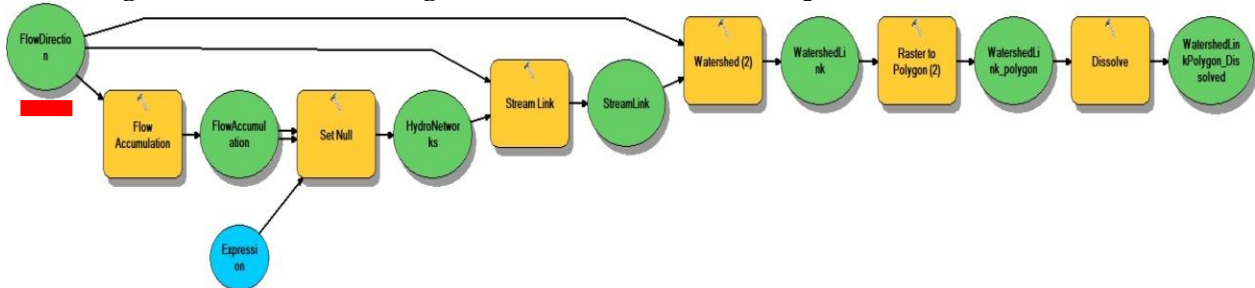 FlowDirectio
n
Flow
Accumulation
FlowAccumul
ation
Set Null
HydroNetwor
ks
Expressi
on
Stream Link
StreamLink
Watershed (2)
WatershedLi
nk
Raster to
Polygon (2)
WatershedLi
nk_polygon
Dissolve
WatershedLin
kPolygon_Dis
solved